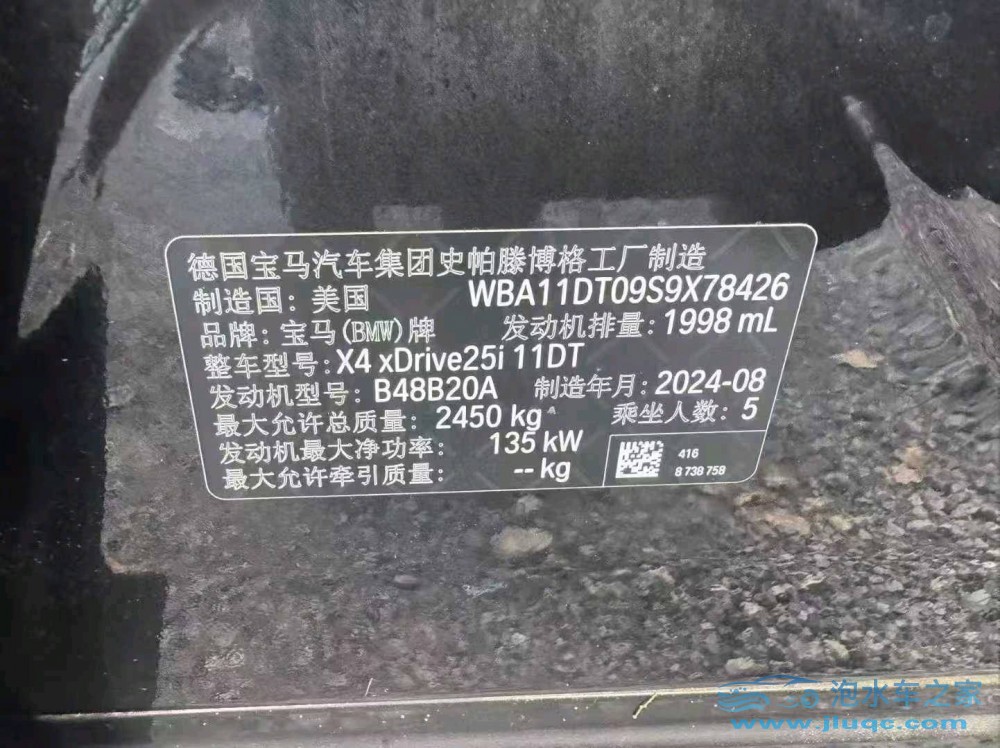 德国宝马汽车集团史帕滕博格工厂制造
制造国：美国 WBA11DT09S9X78426
品牌：宝马(BMW)牌 发动机排量：1998 mL
整车型号：X4 xDrive25i 11DT
发动机型号：B48B20A 制造年月：2024-08
最大允许总质量：2450 kg 乘坐人数：5
发动机最大净功率：135 kW
最大允许牵引质量：-- kg
416
8 738 758
泡水车之家
www.jluqc.com